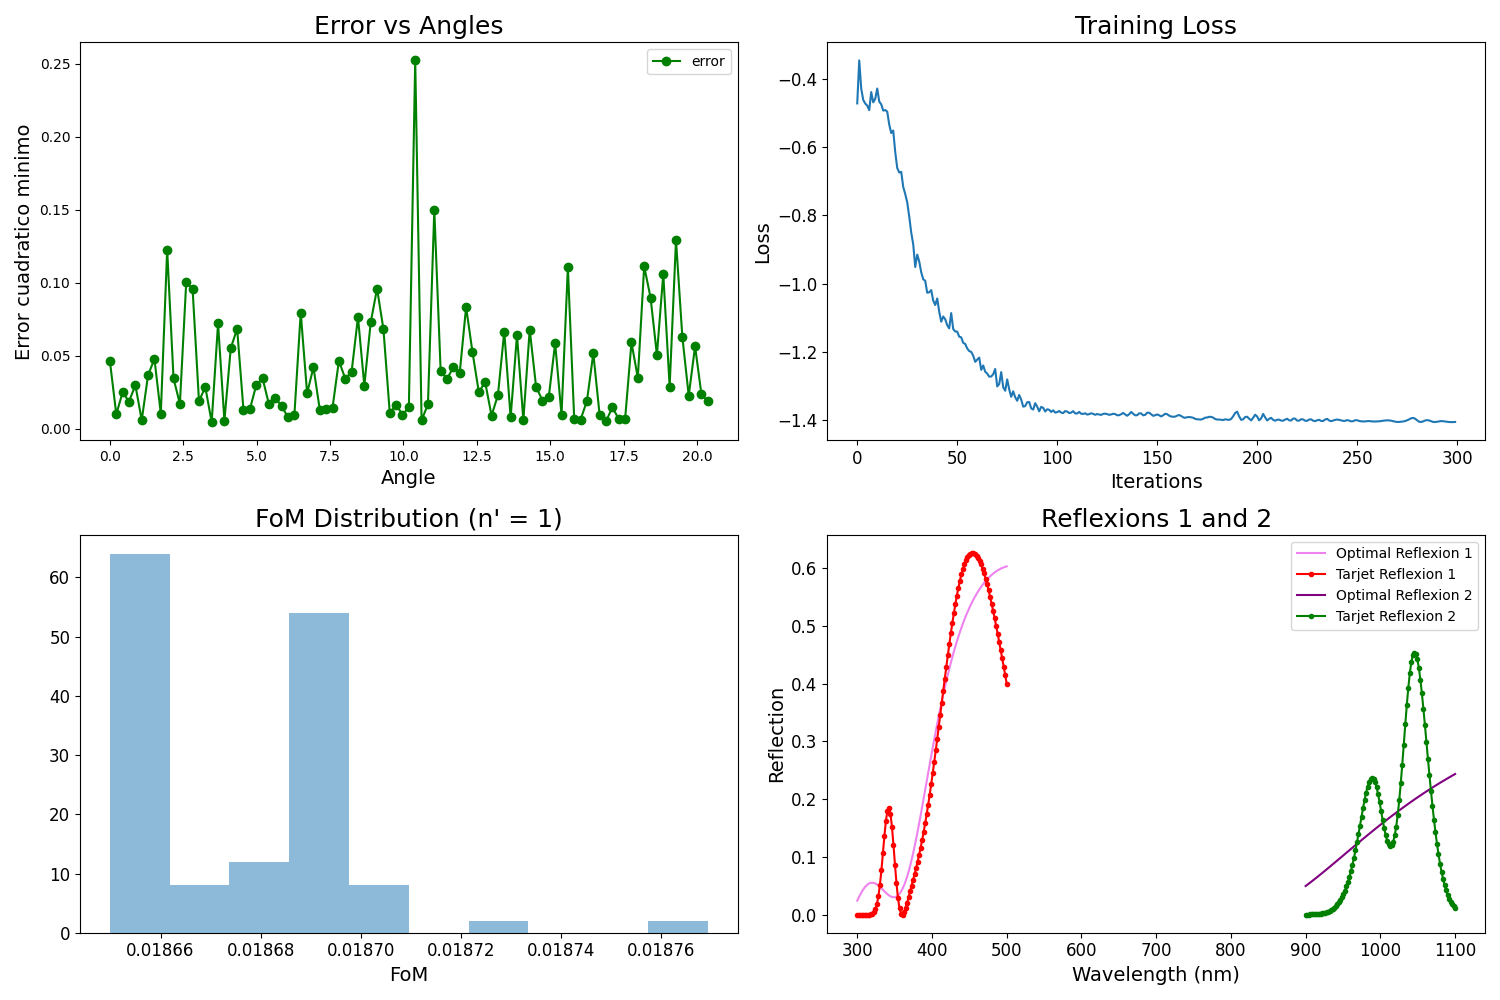 Error vs Angles
error
Error cuadratico minimo
0.25
0.20
0.15
0.10
0.05
0.00
0.0 2.5 5.0 7.5 10.0 12.5 15.0 17.5 20.0
Angle
Training Loss
Loss
−0.4
−0.6
−0.8
−1.0
−1.2
−1.4
0 50 100 150 200 250 300
Iterations
FoM Distribution (n' = 1)
60
50
40
30
20
10
0
0.01866 0.01868 0.01870 0.01872 0.01874 0.01876
FoM
Reflexions 1 and 2
Optimal Reflexion 1
Tarjet Reflexion 1
Optimal Reflexion 2
Tarjet Reflexion 2
Reflection
0.6
0.5
0.4
0.3
0.2
0.1
0.0
300 400 500 600 700 800 900 1000 1100
Wavelength (nm)